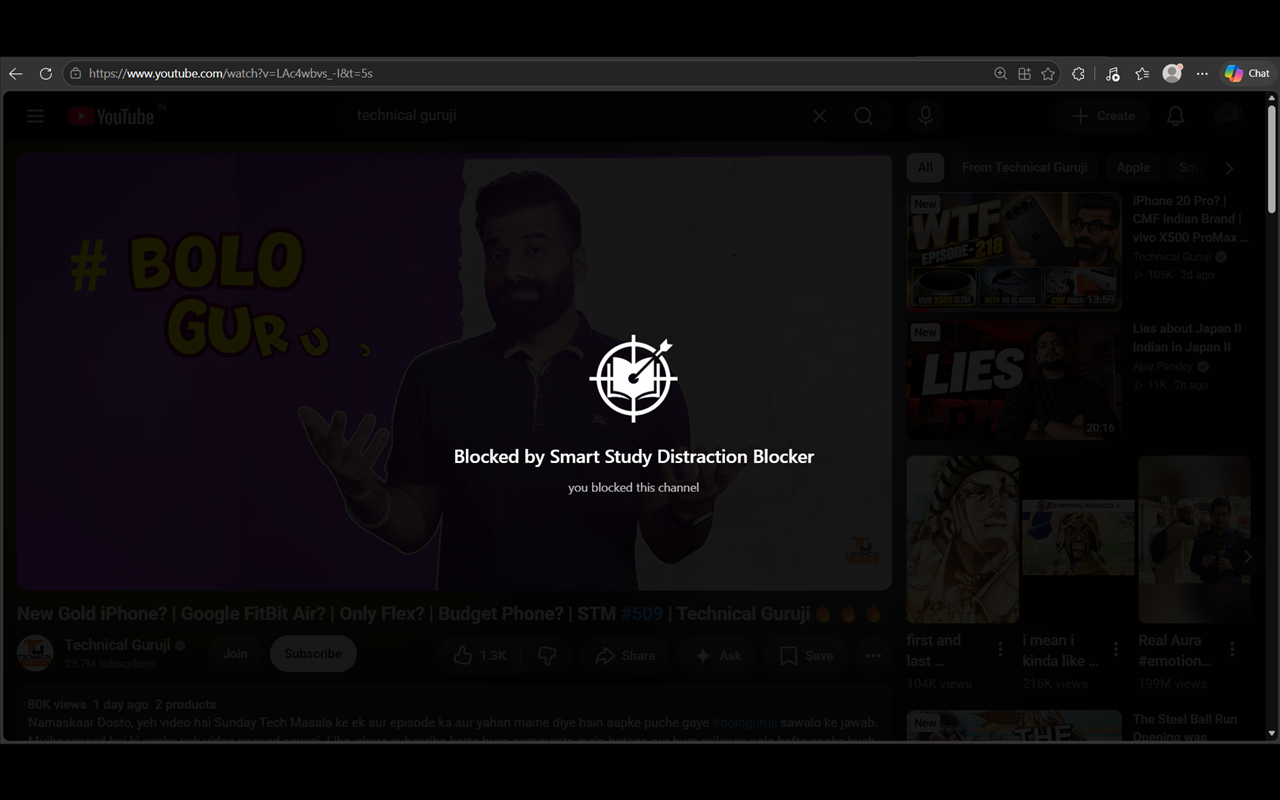 https://www.youtube.com/watch?v=LAc4wbvs_-I&t=5s
Chat
YouTube IN
technical guruji
Create
# BOLO
GURU
Blocked by Smart Study Distraction Blocker
you blocked this channel
New Gold iPhone? | Google FitBit Air? | Only Flex? | Budget Phone? | STM #509 | Technical Guruji
Technical Guruji
23.7M subscribers
Join
Subscribe
1.3K
Share
Ask
Save
80K views 1 day ago 2 products
Namaskaar Dosto, yeh video hai Sunday Tech Masala ke ek aur episode ka aur yahan maine diye hain aapke puche gaye #bologuruji sawalo ke jawab.
All
From Technical Guruji
Apple
New
WTF
EPISODE-218
13:59
iPhone 20 Pro? |
CMF Indian Brand |
vivo X500 ProMax ...
Technical Guruji
105K 2d ago
New
LIES
20:16
Lies about Japan II
Indian in Japan II
Ajay Pandey
11K 2h ago
first and
last ...
104K views
i mean i
kinda like ...
216K views
Real Aura
#emotion...
199M views
New
THE
The Steel Ball Run
Opening was